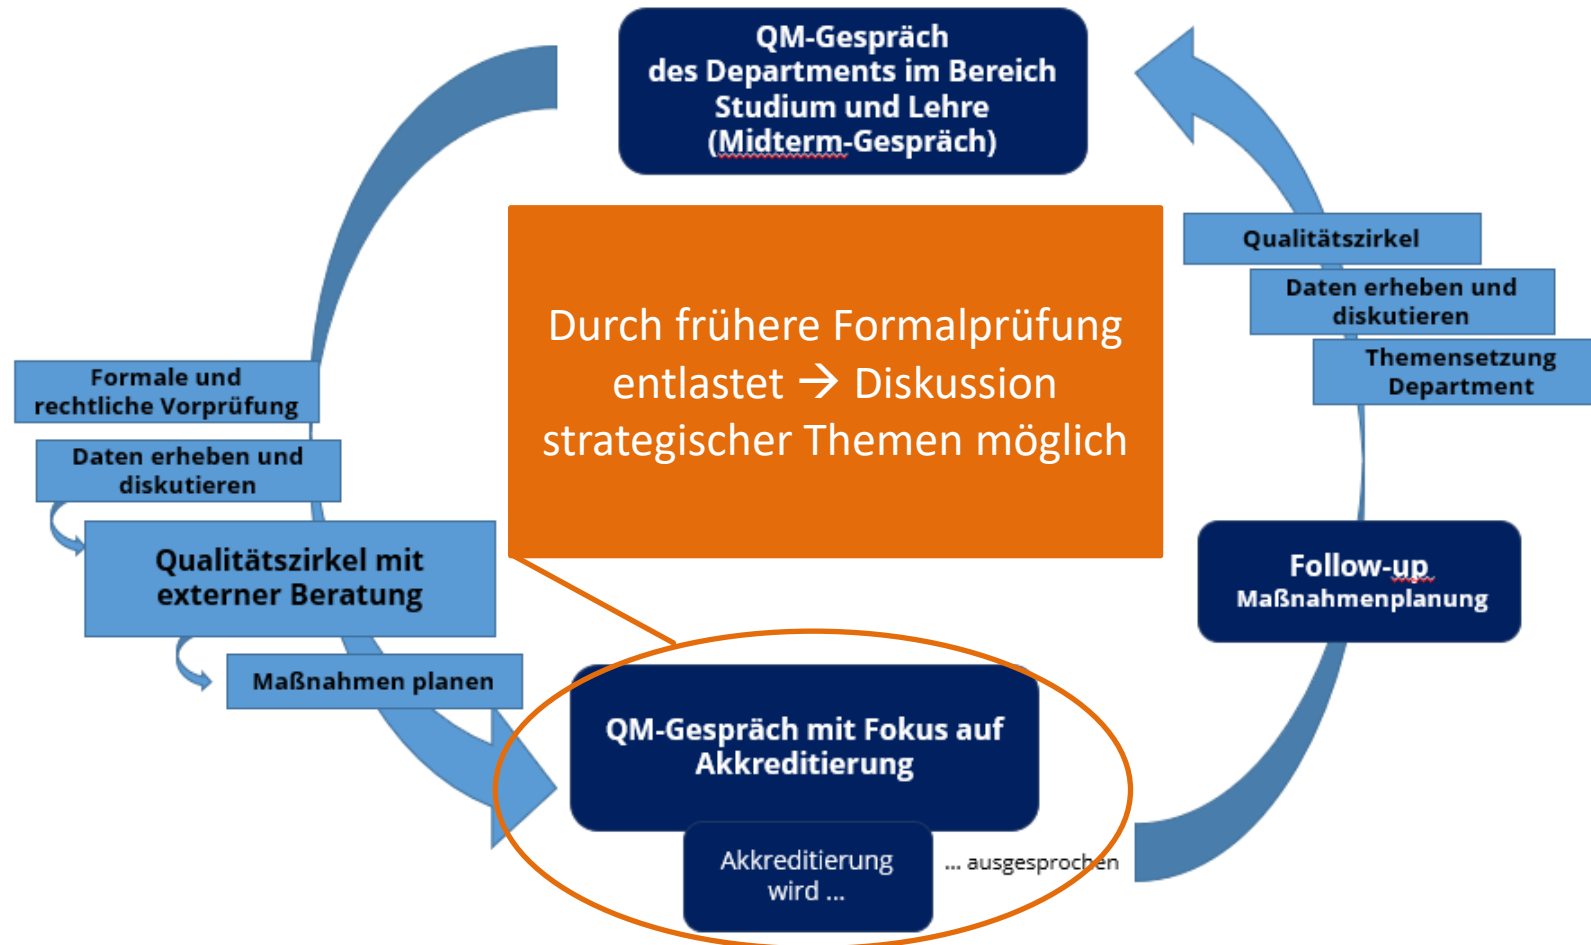 QM-Gespräch
des Departments im Bereich
Studium und Lehre
(Midterm-Gespräch)
Qualitätszirkel
Daten erheben und
diskutieren
Themensetzung
Department
Durch frühere Formalprüfung
entlastet → Diskussion
strategischer Themen möglich
Formale und
rechtliche Vorprüfung
Daten erheben und
diskutieren
Qualitätszirkel mit
externer Beratung
Maßnahmen planen
Follow-up
Maßnahmenplanung
QM-Gespräch mit Fokus auf
Akkreditierung
Akkreditierung
wird ...
... ausgesprochen